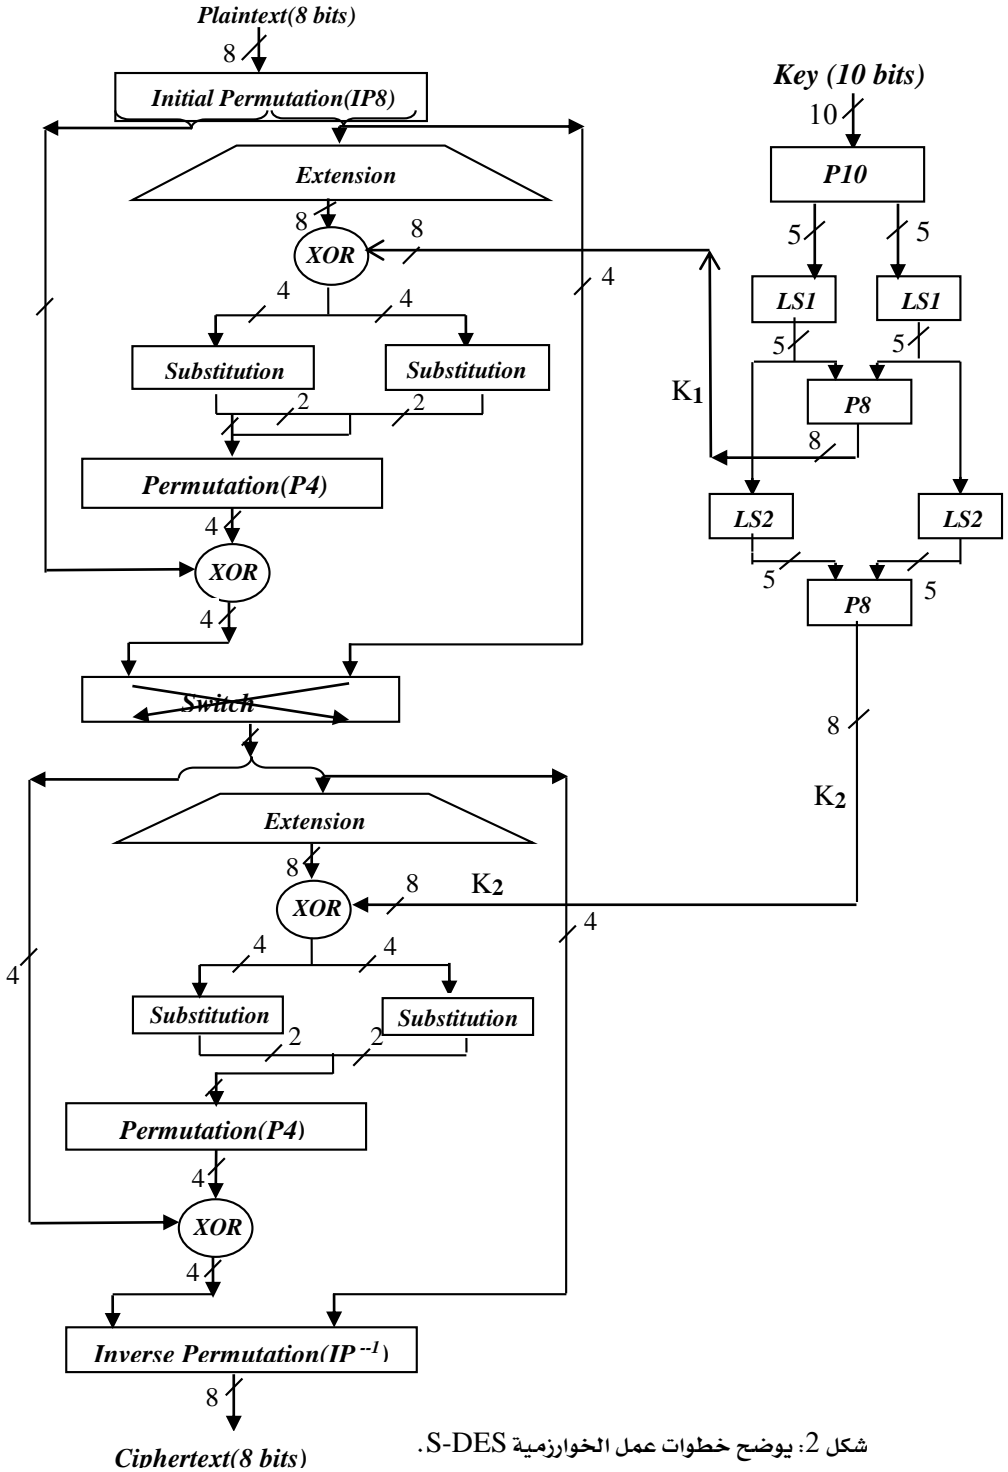 Plaintext(8 bits)
8
Initial Permutation(IP8)
Extension
8
8
XOR
4
4
4
Substitution
Substitution
2
2
Permutation(P4)
4
XOR
4
Switch
Extension
8
8
K2
XOR
4
4
4
4
Substitution
Substitution
2
2
Permutation(P4)
4
XOR
4
Inverse Permutation(IP --1)
8
Ciphertext(8 bits)
Key (10 bits)
10
P10
5
5
LS1
LS1
5
5
K1
P8
8
LS2
LS2
5
5
P8
8
K2
شكل 2: يوضح خطوات عمل الخوارزمية S-DES.